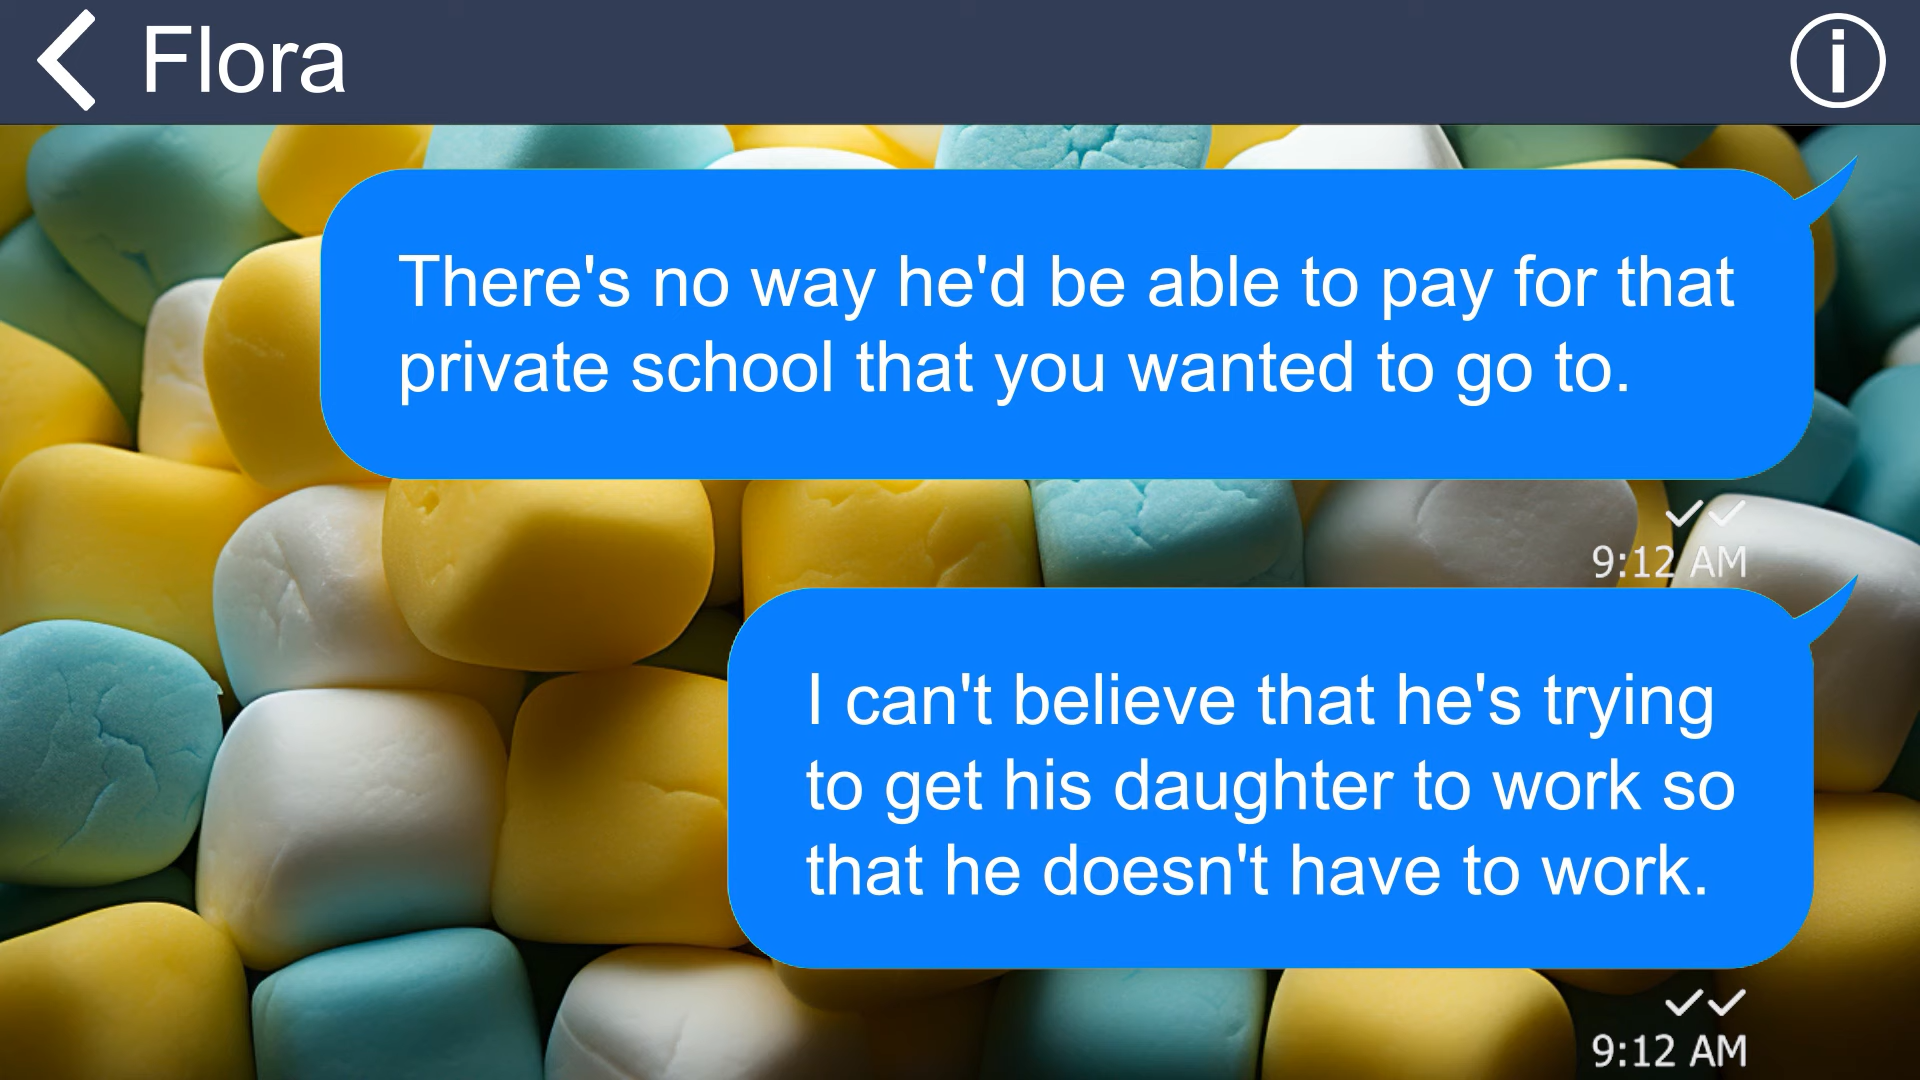 Flora
There's no way he'd be able to pay for that
private school that you wanted to go to.
9:12 AM
I can't believe that he's trying
to get his daughter to work so
that he doesn't have to work.
9:12 AM